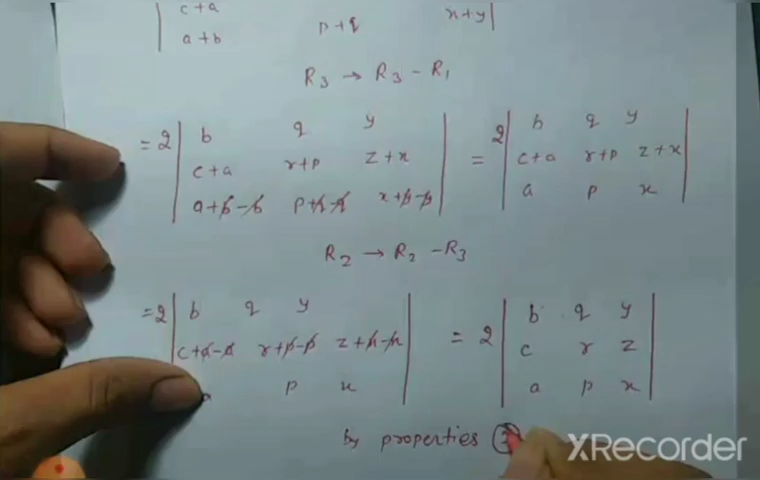 c+a
a+b p+q x+y
R3 → R3 - R1
= 2 | b q y | = 2 | b q y |
| c+a r+p z+x | | c+a r+p z+x |
| a+b-b p+q-q x+y-y | | a p x |
R2 → R2 - R3
= 2 | b q y | = 2 | b q y |
| c+a-a r+p-p z+x-x | | c r z |
| a p x | | a p x |
by properties
XRecorder